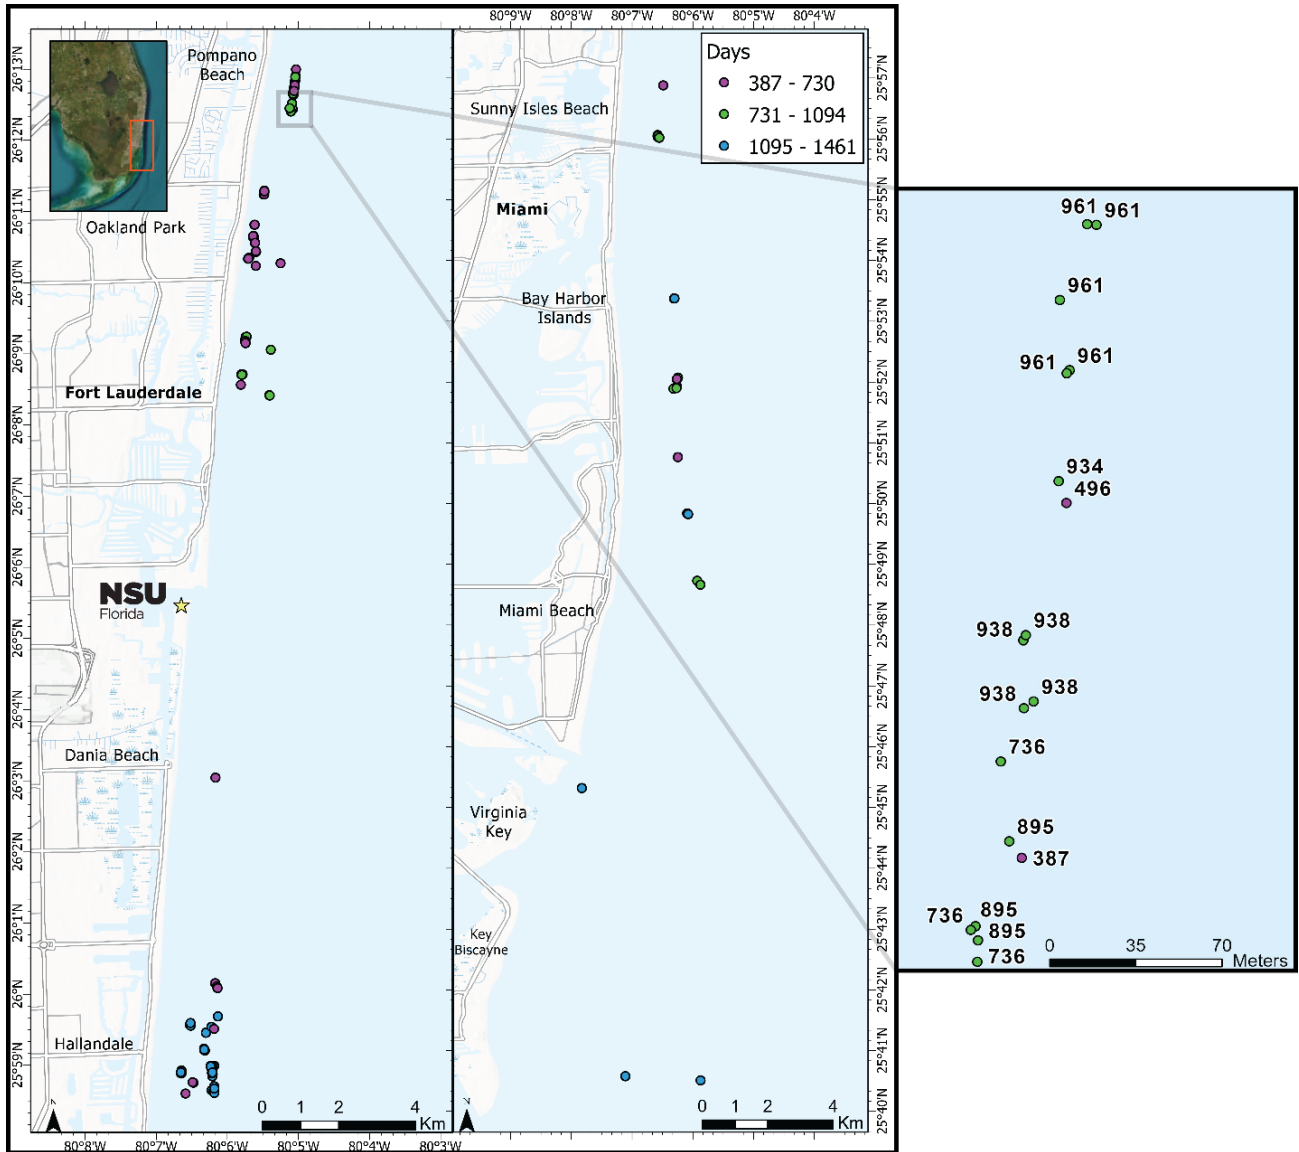 80°9'W 80°8'W 80°7'W 80°6'W 80°5'W 80°4'W
Pompano
Beach
Oakland Park
Fort Lauderdale
NSU
Florida
Dania Beach
Hallandale
26°13'N
26°12'N
26°11'N
26°10'N
26°9'N
26°8'N
26°7'N
26°6'N
26°5'N
26°4'N
26°3'N
26°2'N
26°1'N
26°N
25°59'N
N
0 1 2 4
Km
80°8'W 80°7'W 80°6'W 80°5'W 80°4'W 80°3'W
Days
387 - 730
731 - 1094
1095 - 1461
Sunny Isles Beach
Miami
Bay Harbor
Islands
Miami Beach
Virginia
Key
Key
Biscayne
25°57'N
25°56'N
25°55'N
25°54'N
25°53'N
25°52'N
25°51'N
25°50'N
25°49'N
25°48'N
25°47'N
25°46'N
25°45'N
25°44'N
25°43'N
25°42'N
25°41'N
25°40'N
N
0 1 2 4
Km
961 961
961
961 961
934
496
938 938
938 938
736
895
387
736 895
895
736
0 35 70
Meters